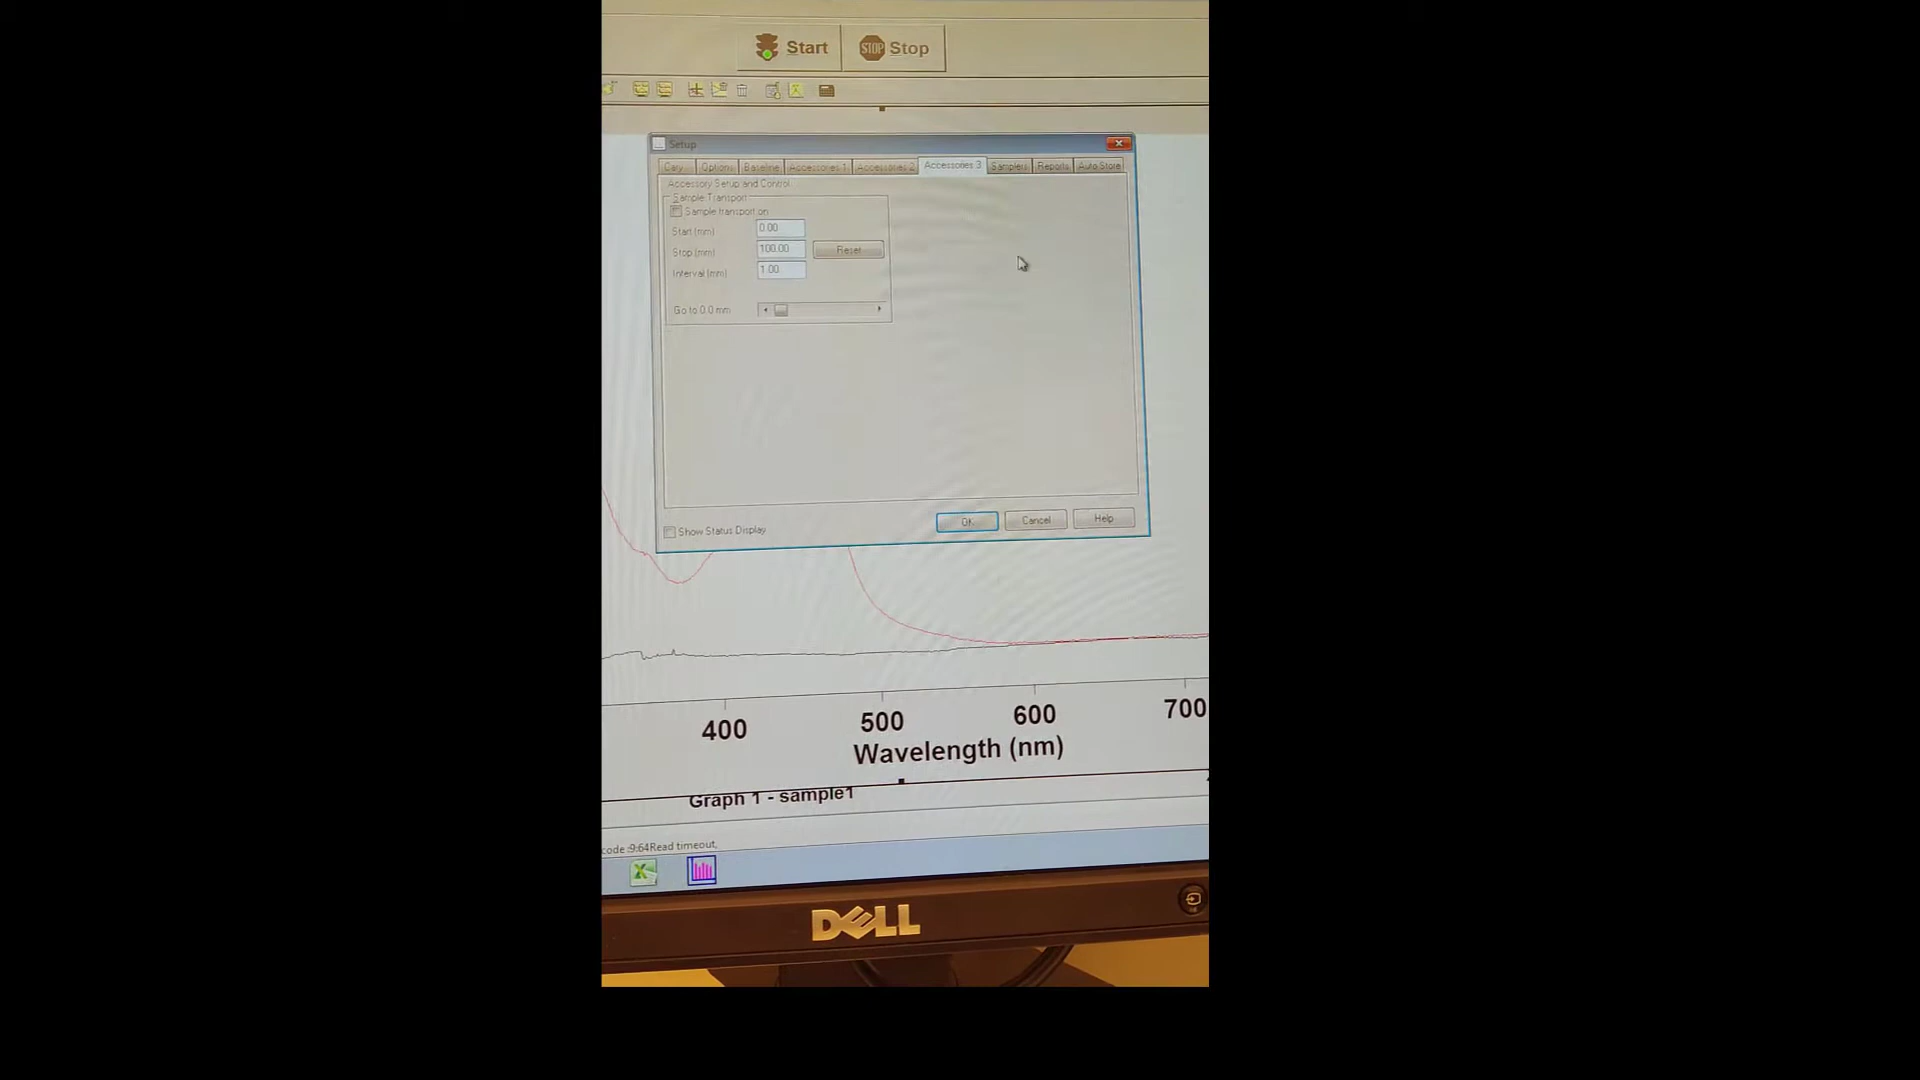 Start STOP Stop
Setup
Cary Options Baseline Accessories 1 Accessories 2 Accessories 3 Samples Reports Auto Store
Accessory Setup and Control...
Sample Transport
Sample transport on
Start (mm) 0.00
Stop (mm) 100.00 Reset
Interval (mm) 1.00
Go to 0.0 mm
Show Status Display OK Cancel Help
400 500 600 700
Wavelength (nm)
Graph 1 - sample1
code :9:64Read timeout,
DELL